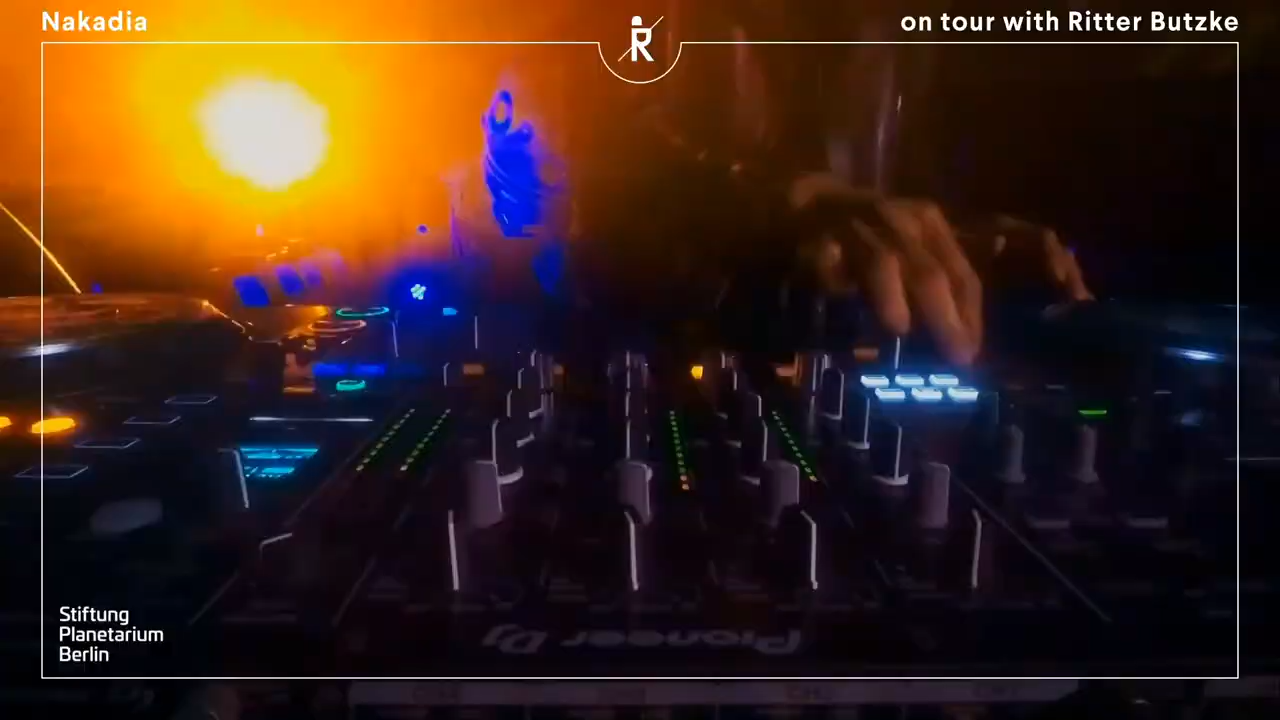 Nakadia
on tour with Ritter Butzke
R
Stiftung
Planetarium
Berlin
Pioneer Dj